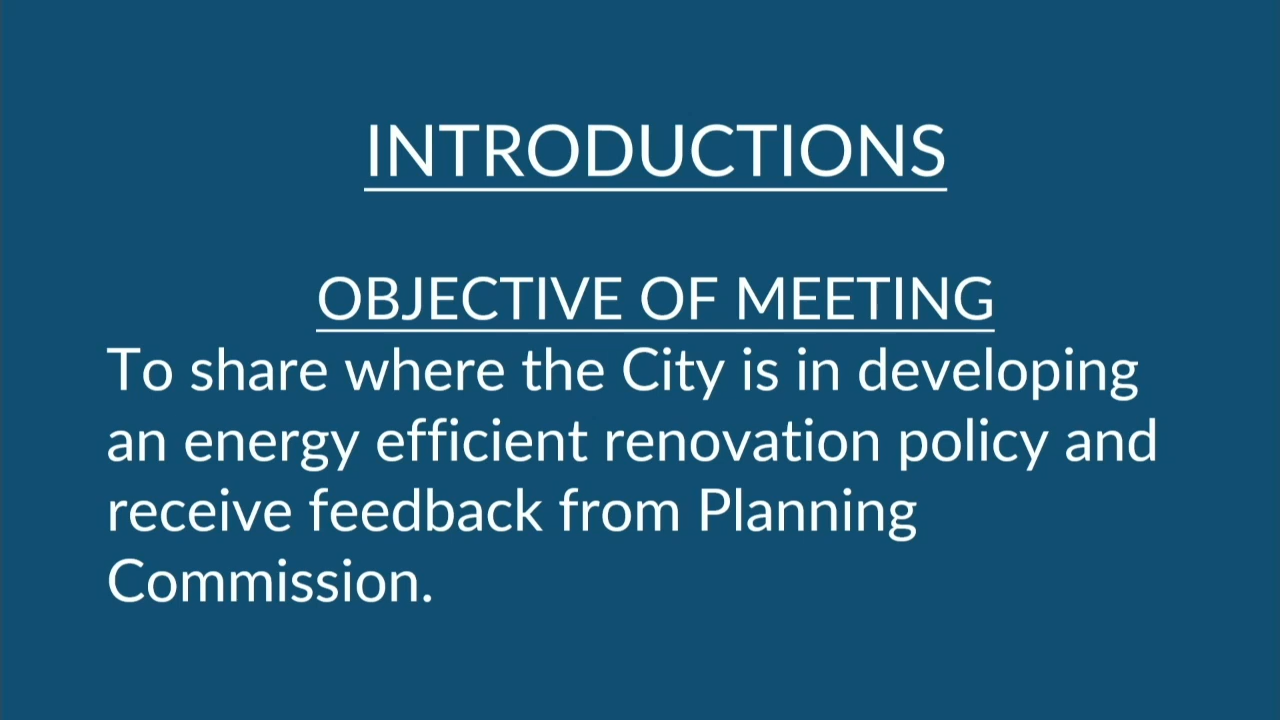 INTRODUCTIONS
OBJECTIVE OF MEETING
To share where the City is in developing
an energy efficient renovation policy and
receive feedback from Planning
Commission.